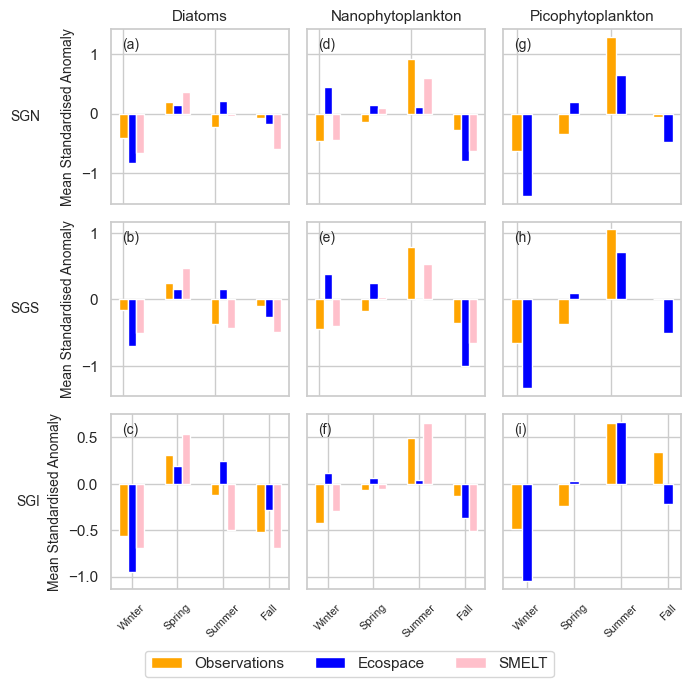 Diatoms Nanophytoplankton Picophytoplankton
SGN
Mean Standardised Anomaly
1
0
−1
(a)
(d)
(g)
SGS
Mean Standardised Anomaly
1
0
−1
(b)
(e)
(h)
SGI
Mean Standardised Anomaly
0.5
0.0
−0.5
−1.0
(c)
(f)
(i)
Winter Spring Summer Fall
Winter Spring Summer Fall
Winter Spring Summer Fall
Observations Ecospace SMELT